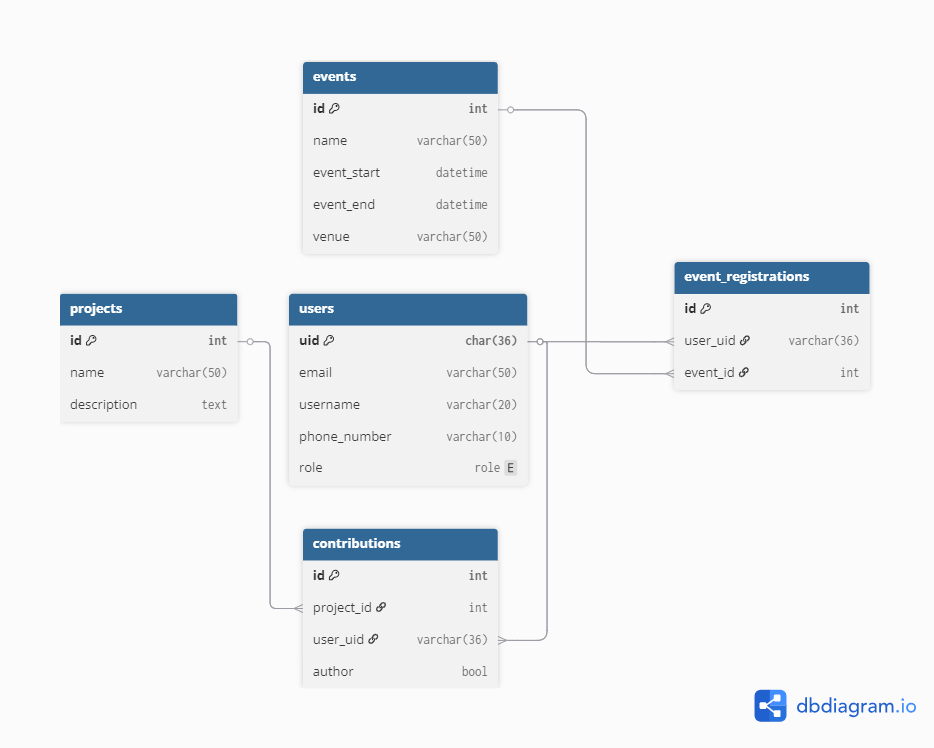 events
id int
name varchar(50)
event_start datetime
event_end datetime
venue varchar(50)
event_registrations
id int
user_uid varchar(36)
event_id int
projects
id int
name varchar(50)
description text
users
uid char(36)
email varchar(50)
username varchar(20)
phone_number varchar(10)
role role E
contributions
id int
project_id int
user_uid varchar(36)
author bool
dbdiagram.io